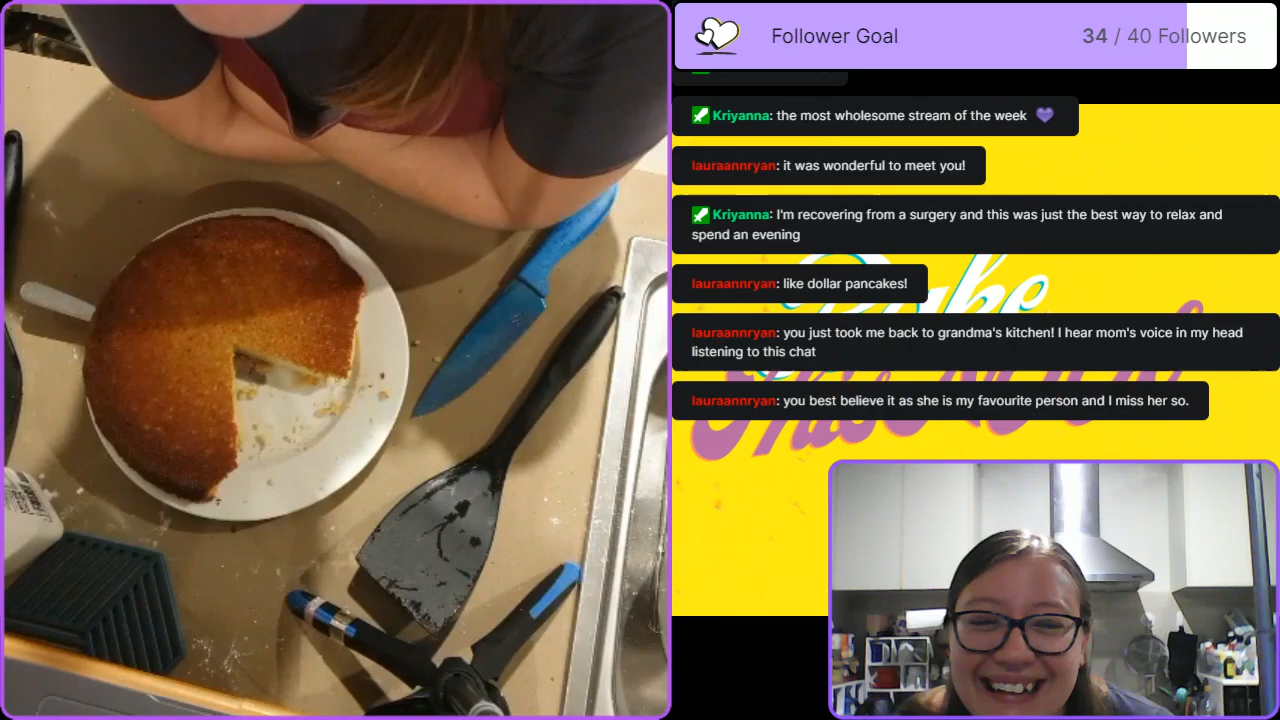 Follower Goal 34 / 40 Followers
Kriyanna: the most wholesome stream of the week 💜
lauraannryan: it was wonderful to meet you!
Kriyanna: I'm recovering from a surgery and this was just the best way to relax and
spend an evening
lauraannryan: like dollar pancakes!
Bake
lauraannryan: you just took me back to grandma's kitchen! I hear mom's voice in my head
listening to this chat
lauraannryan: you best believe it as she is my favourite person and I miss her so.
This